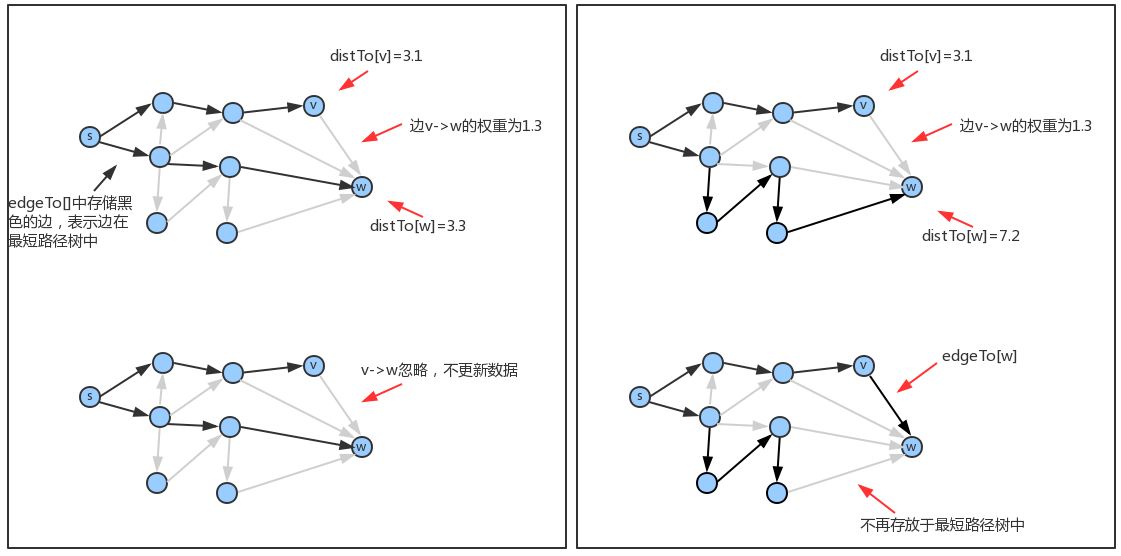 distTo[v]=3.1
v
s
边v->w的权重为1.3
w
edgeTo[]中存储黑
色的边，表示边在
最短路径树中
distTo[w]=3.3
v
v->w忽略，不更新数据
s
w
distTo[v]=3.1
v
s
边v->w的权重为1.3
w
distTo[w]=7.2
edgeTo[w]
v
s
w
不再存放于最短路径树中